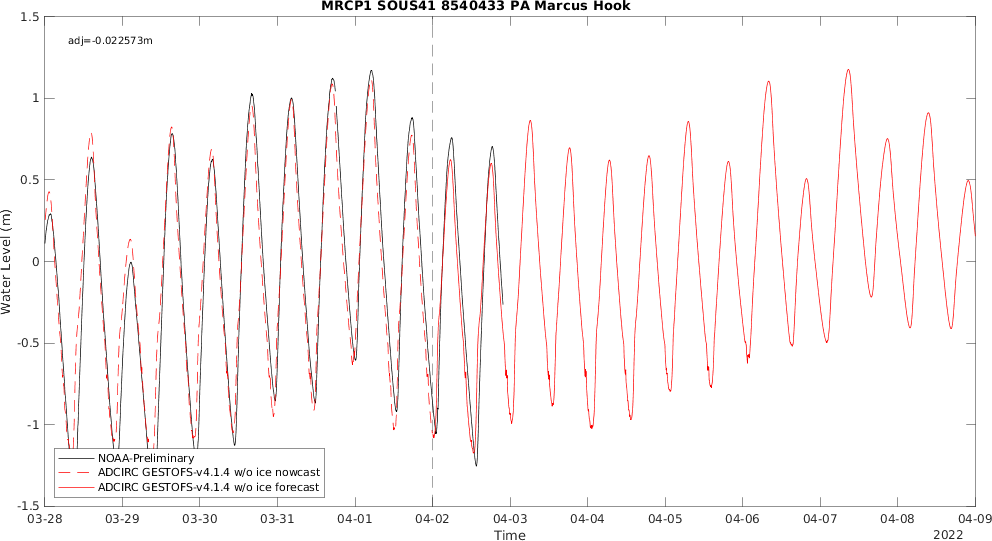 MRCP1 SOUS41 8540433 PA Marcus Hook
adj=-0.022573m
Water Level (m)
1.5
1
0.5
0
-0.5
-1
-1.5
NOAA-Preliminary
ADCIRC GESTOFS-v4.1.4 w/o ice nowcast
ADCIRC GESTOFS-v4.1.4 w/o ice forecast
03-28 03-29 03-30 03-31 04-01 04-02 04-03 04-04 04-05 04-06 04-07 04-08 04-09
Time
2022